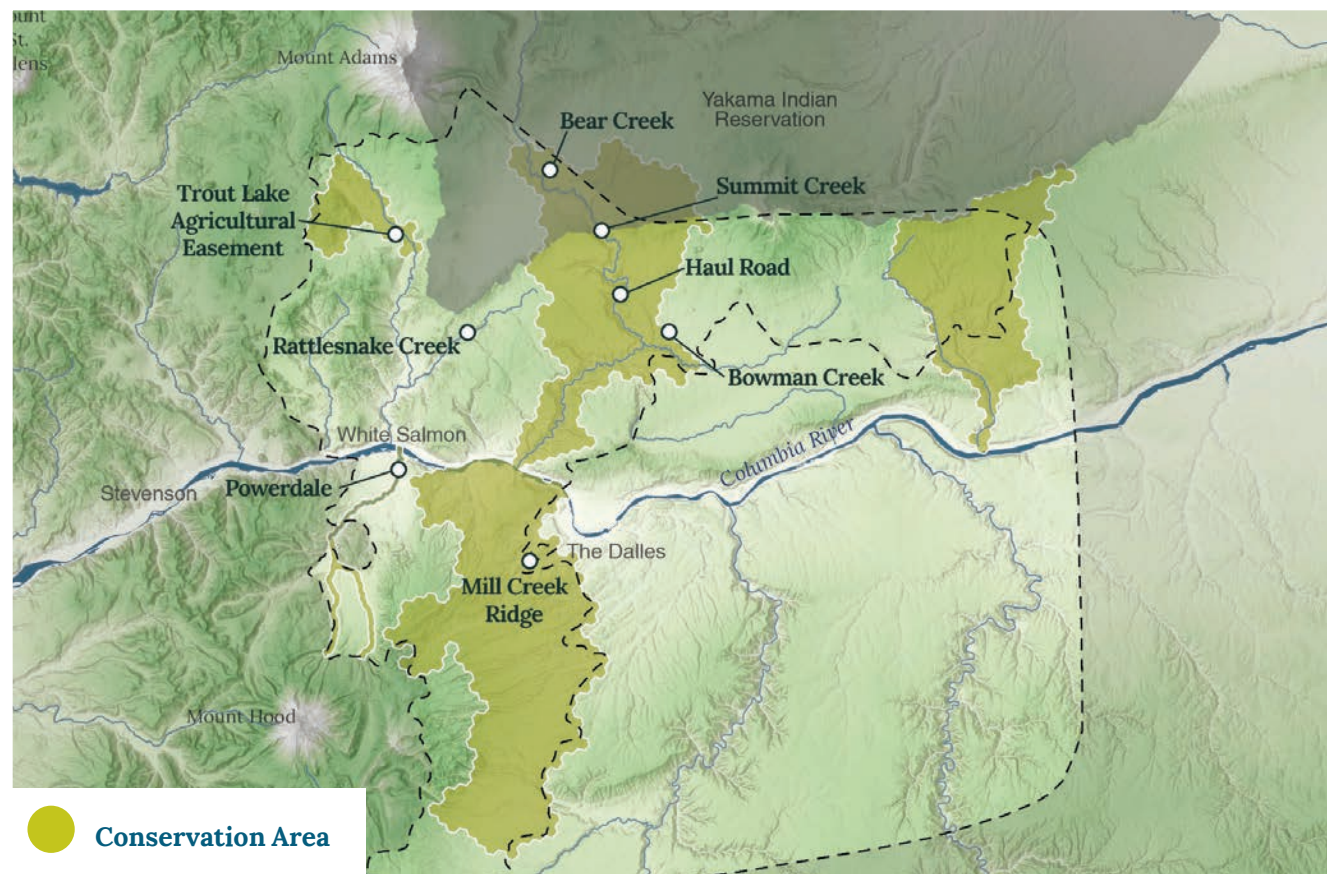 ount
St.
lens
Mount Adams
Yakama Indian
Reservation
Bear Creek
Trout Lake
Agricultural
Easement
Summit Creek
Haul Road
Rattlesnake Creek
Bowman Creek
White Salmon
Columbia River
Stevenson
Powerdale
The Dalles
Mill Creek
Ridge
Mount Hood
Conservation Area